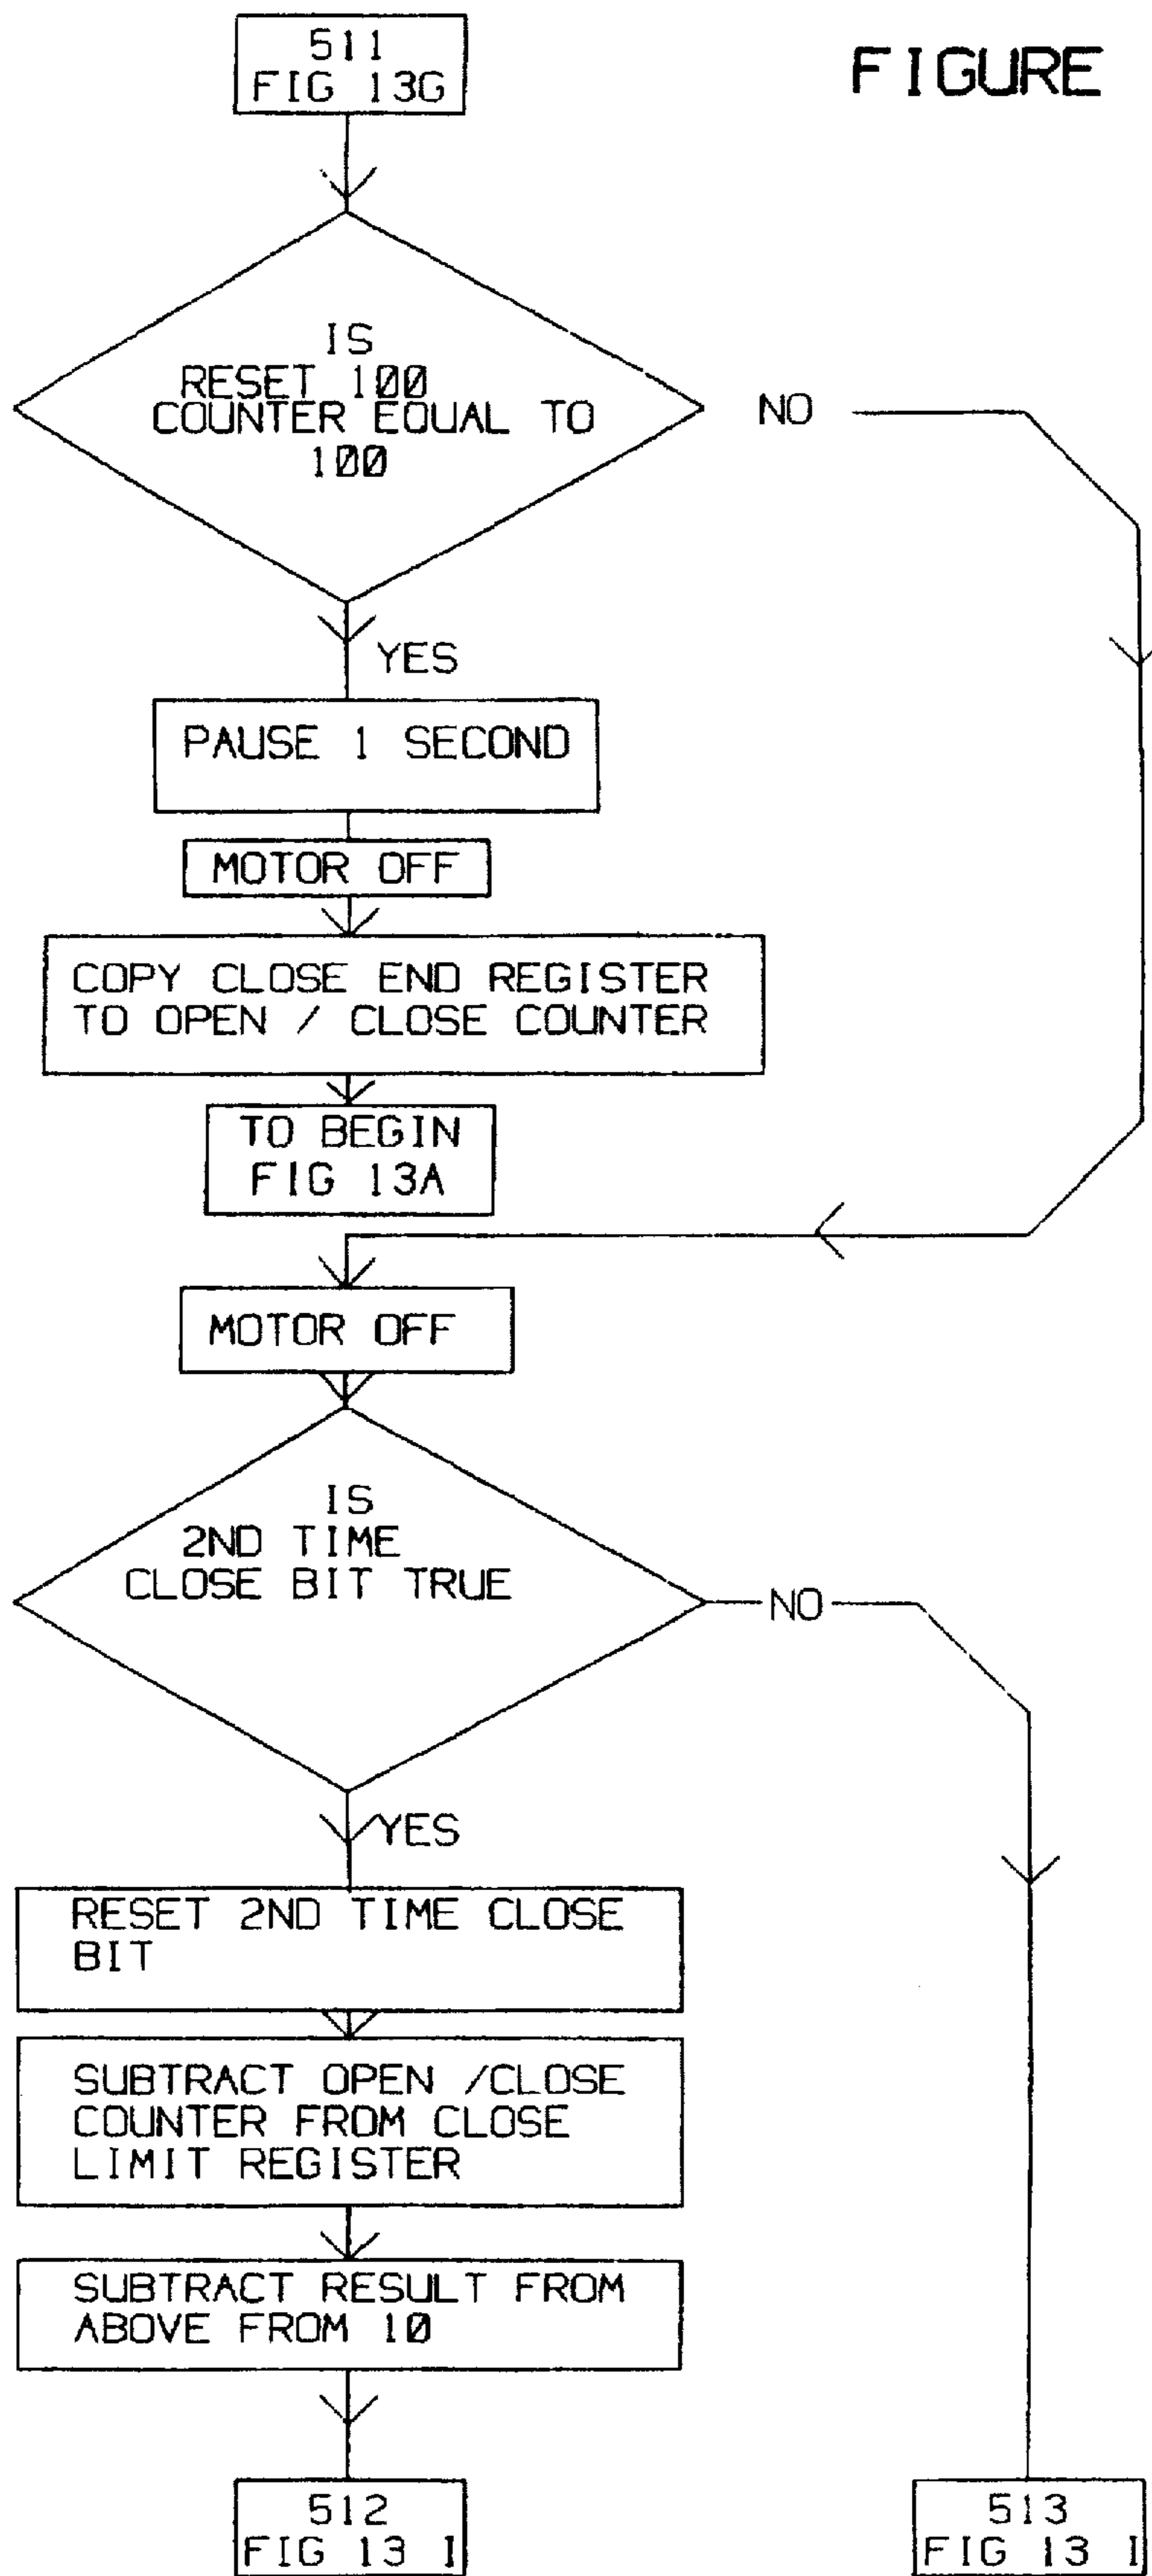 511
FIG 13G
FIGURE
IS
RESET 100
COUNTER EQUAL TO
100
NO
YES
PAUSE 1 SECOND
MOTOR OFF
COPY CLOSE END REGISTER
TO OPEN / CLOSE COUNTER
TO BEGIN
FIG 13A
MOTOR OFF
IS
2ND TIME
CLOSE BIT TRUE
NO
YES
RESET 2ND TIME CLOSE
BIT
SUBTRACT OPEN /CLOSE
COUNTER FROM CLOSE
LIMIT REGISTER
SUBTRACT RESULT FROM
ABOVE FROM 10
512
FIG 13 I
513
FIG 13 I